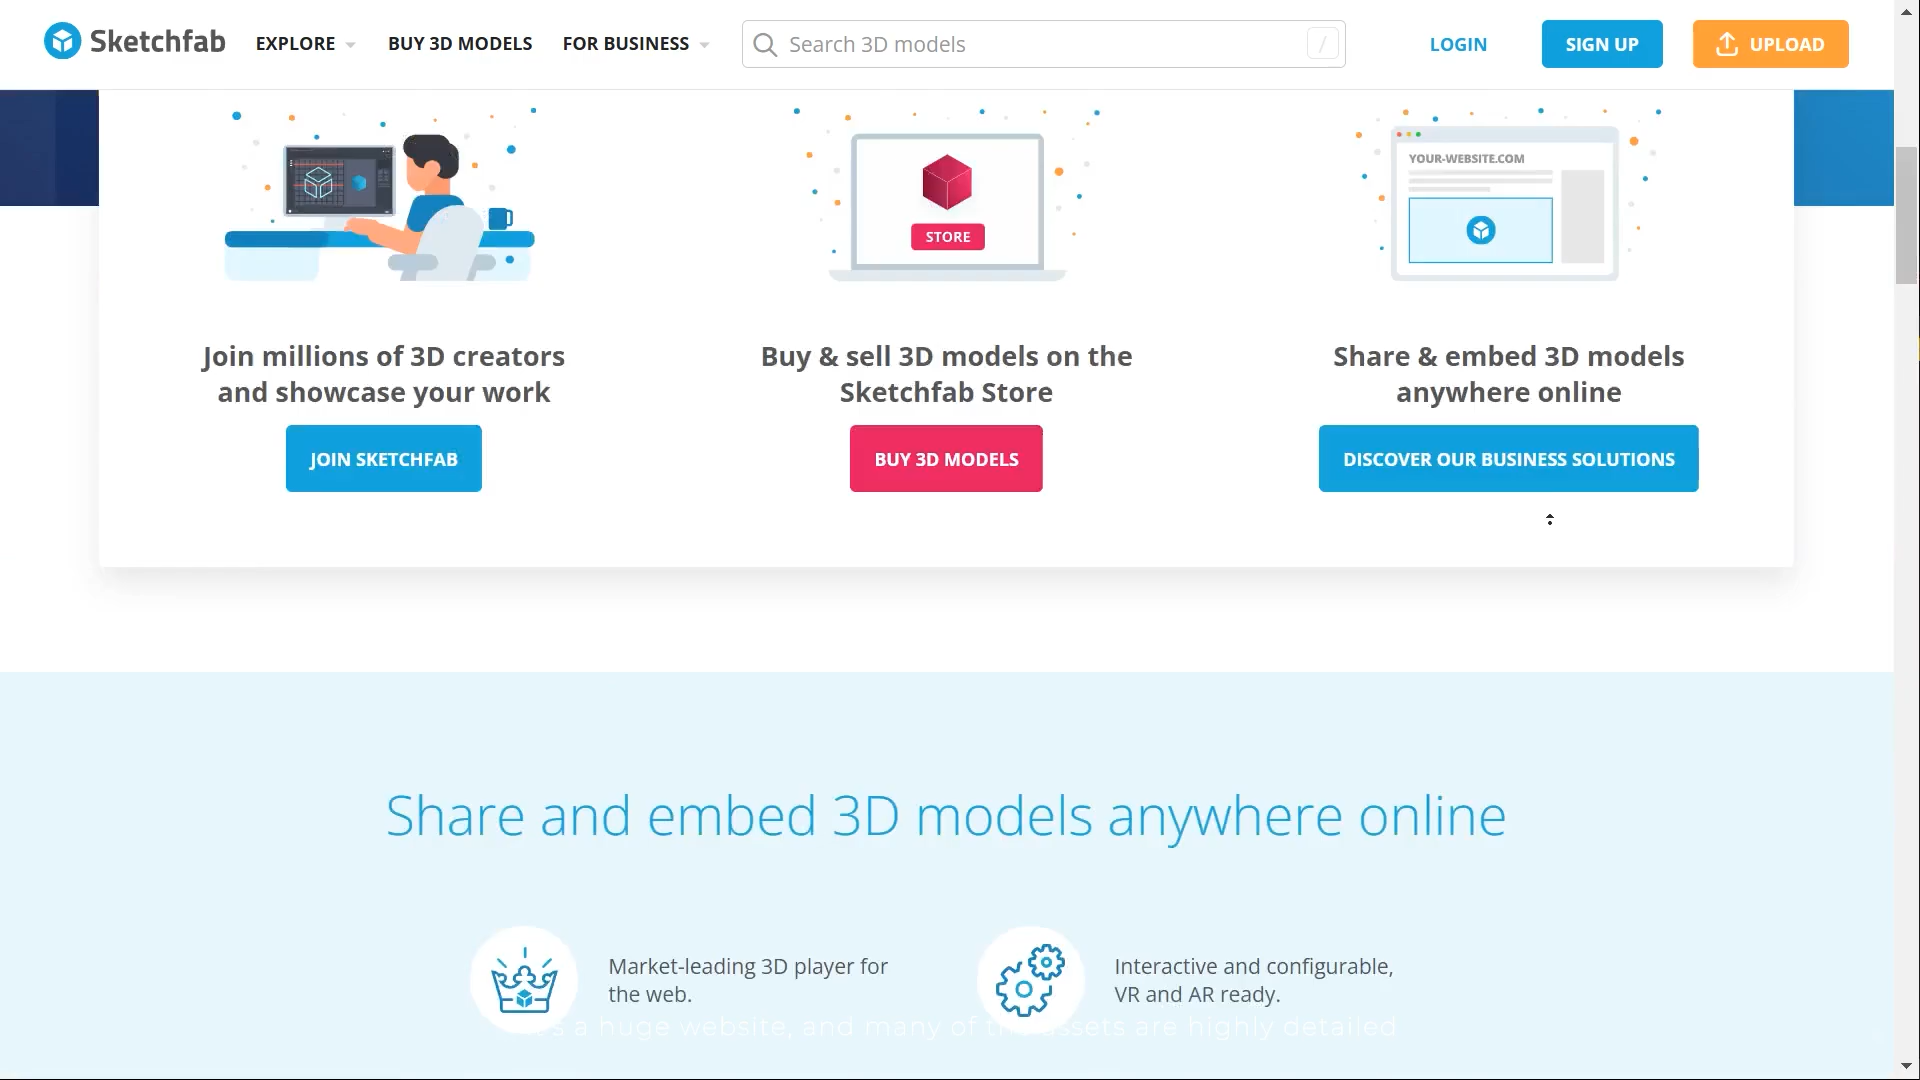 Sketchfab
EXPLORE
BUY 3D MODELS
FOR BUSINESS
Search 3D models
/
LOGIN
SIGN UP
UPLOAD
STORE
YOUR-WEBSITE.COM
Join millions of 3D creators
and showcase your work
JOIN SKETCHFAB
Buy & sell 3D models on the
Sketchfab Store
BUY 3D MODELS
Share & embed 3D models
anywhere online
DISCOVER OUR BUSINESS SOLUTIONS
Share and embed 3D models anywhere online
Market-leading 3D player for
the web.
Interactive and configurable,
VR and AR ready.
a huge website, and many of assets are highly detailed